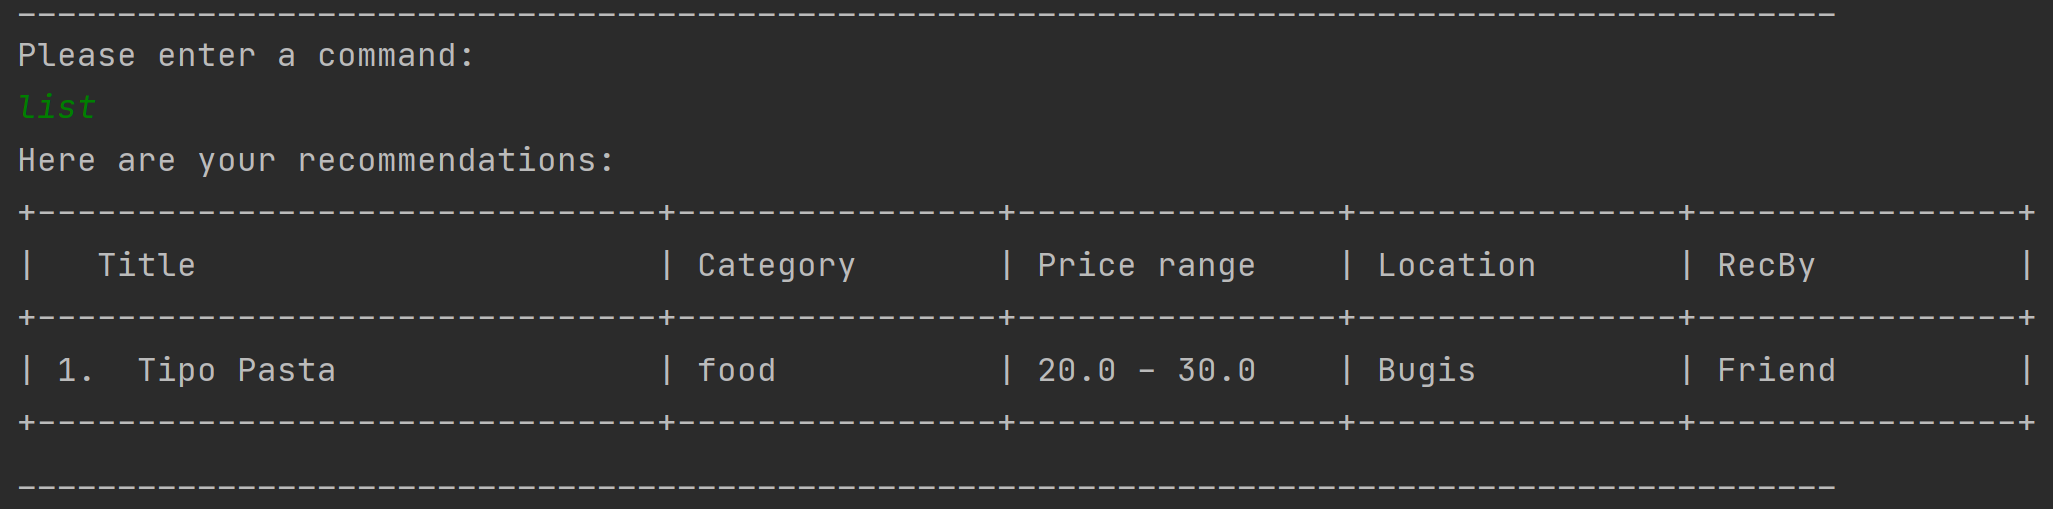 -------------------------------------------------------------------------------------------
Please enter a command:
list
Here are your recommendations:
+-------------------------------+----------------+----------------+----------------+----------------+
|   Title                       | Category       | Price range    | Location       | RecBy          |
+-------------------------------+----------------+----------------+----------------+----------------+
| 1.  Tipo Pasta                | food           | 20.0 - 30.0    | Bugis          | Friend         |
+-------------------------------+----------------+----------------+----------------+----------------+
-------------------------------------------------------------------------------------------